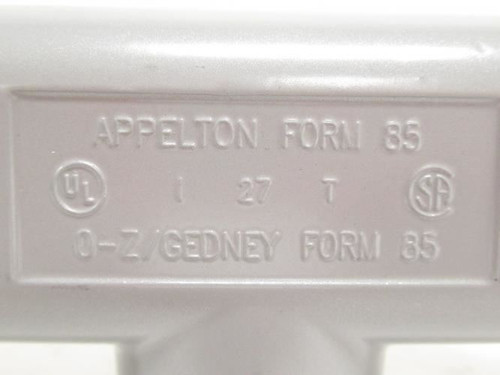 APPELTON FORM 85
UL 1 27 T SA
O-Z/GEDNEY FORM 85